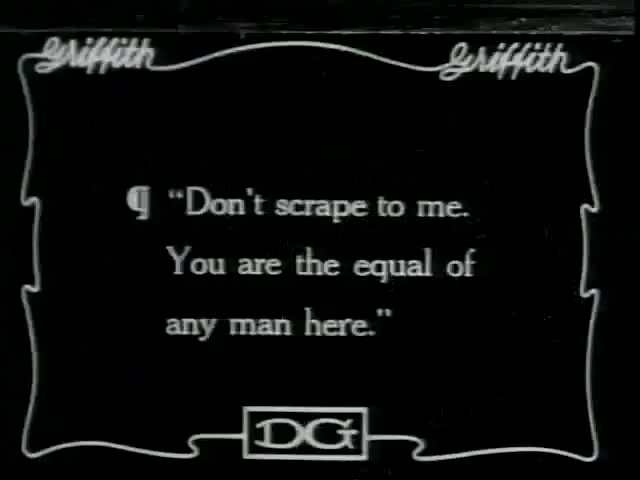 Griffith Griffith
¶ "Don't scrape to me.
You are the equal of
any man here."
DG